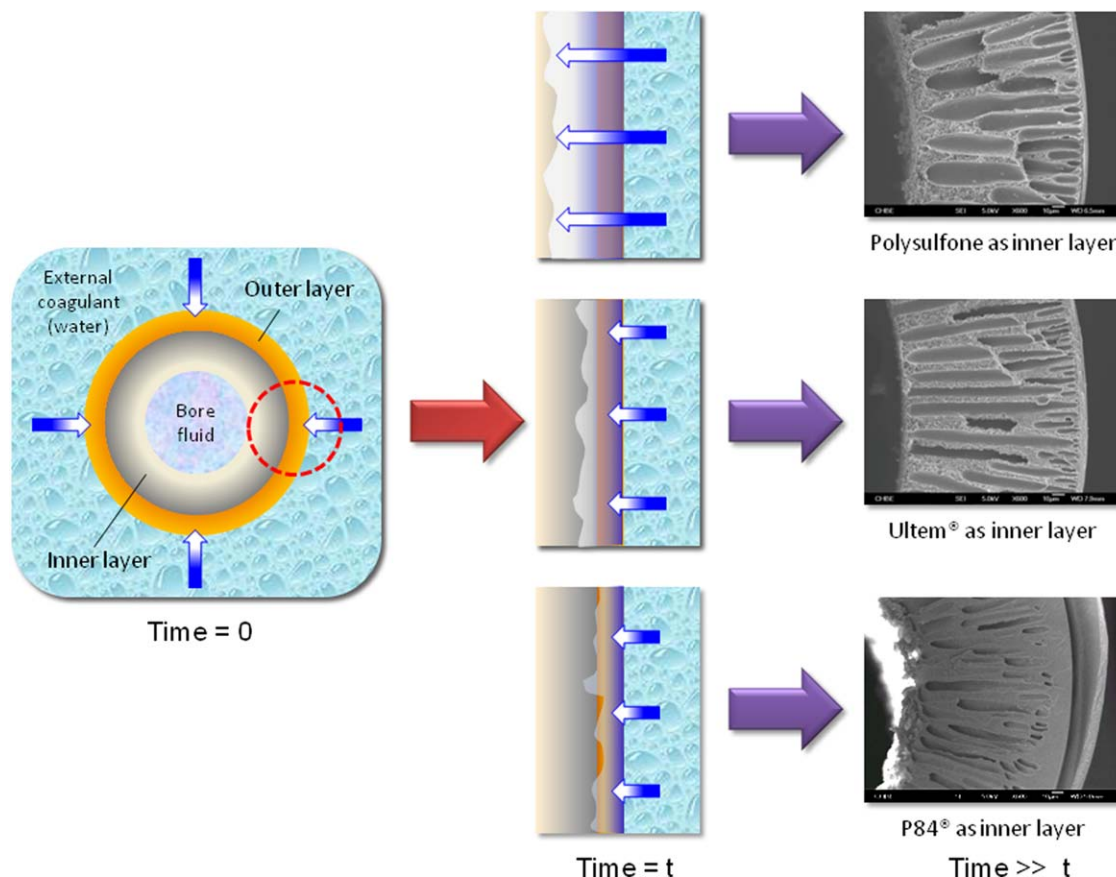 External
coagulant
(water)
Outer layer
Bore
fluid
Inner layer
Time = 0
Time = t
Polysulfone as inner layer
Ultem® as inner layer
P84® as inner layer
Time >> t